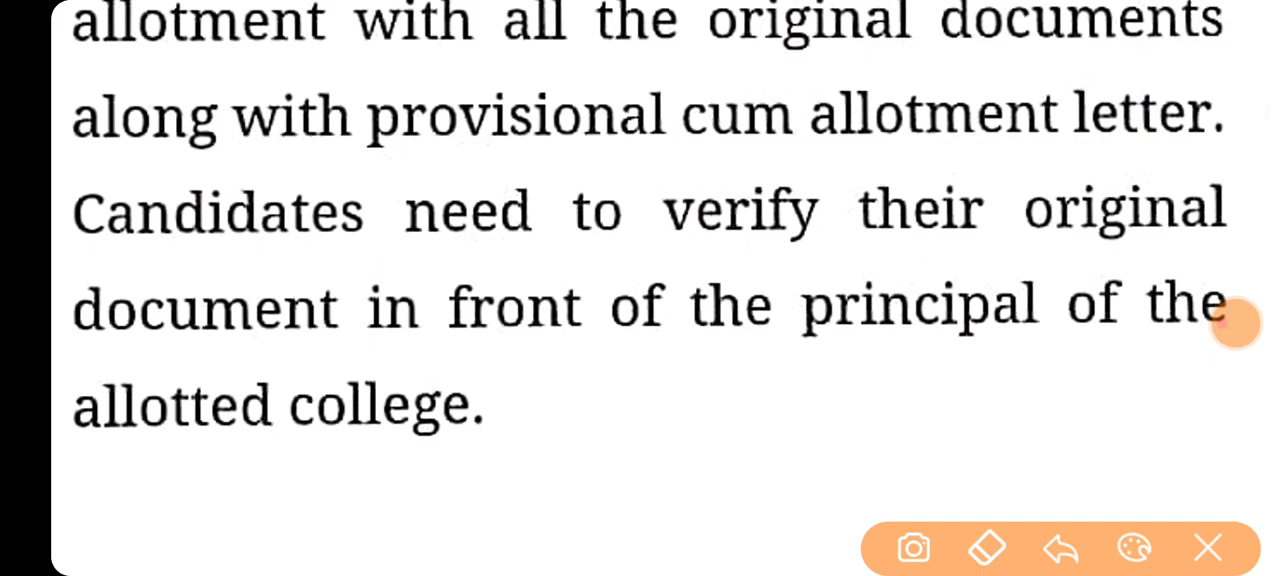 allotment with all the original documents
along with provisional cum allotment letter.
Candidates need to verify their original
document in front of the principal of the
allotted college.